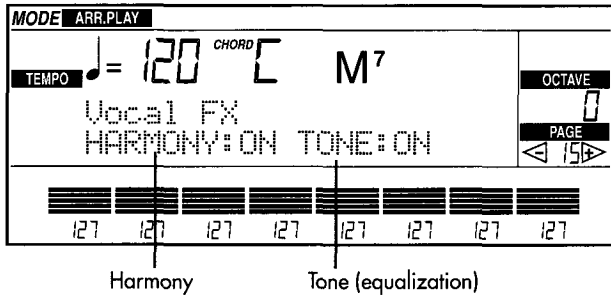 MODE ARR.PLAY
TEMPO ♩= 120 CHORD C M7
OCTAVE
0
Vocal FX
HARMONY:ON TONE:ON
PAGE
15
127 127 127 127 127 127 127 127
Harmony Tone (equalization)